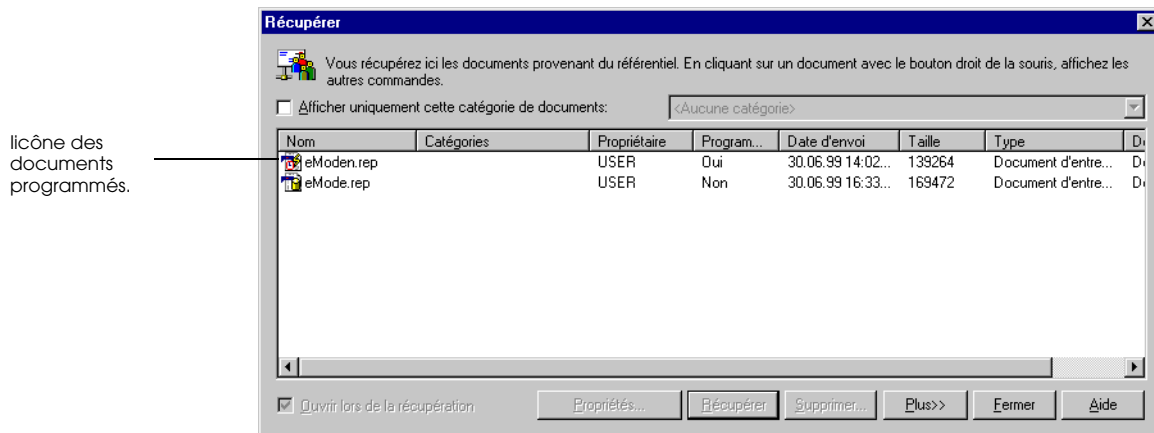 Récupérer
Vous récupérez ici les documents provenant du référentiel. En cliquant sur un document avec le bouton droit de la souris, affichez les
autres commandes.
Afficher uniquement cette catégorie de documents: <Aucune catégorie>
licône des
documents
programmés.
Nom Catégories Propriétaire Program... Date d'envoi Taille Type
eModen.rep USER Oui 30.06.99 14:02... 139264 Document d'entre...
eMode.rep USER Non 30.06.99 16:33... 169472 Document d'entre...
Ouvrir lors de la récupération Propriétés... Récupérer Supprimer... Plus>> Fermer Aide